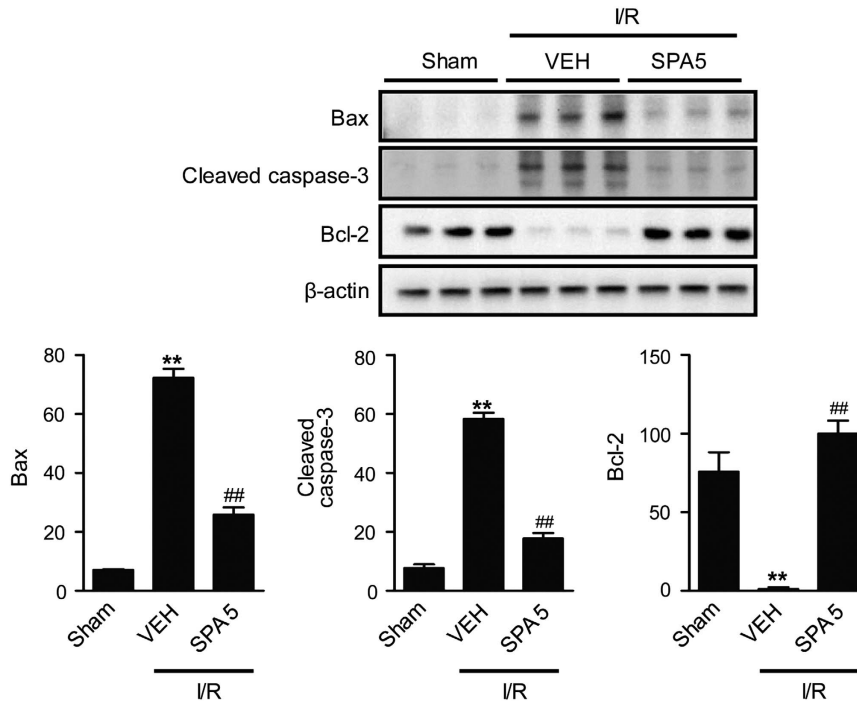 I/R
Sham VEH SPA5
Bax
Cleaved caspase-3
Bcl-2
β-actin
80
60
40
20
0
Bax
**
##
Sham VEH SPA5
I/R
80
60
40
20
0
Cleaved
caspase-3
**
##
Sham VEH SPA5
I/R
150
100
50
0
Bcl-2
**
##
Sham VEH SPA5
I/R